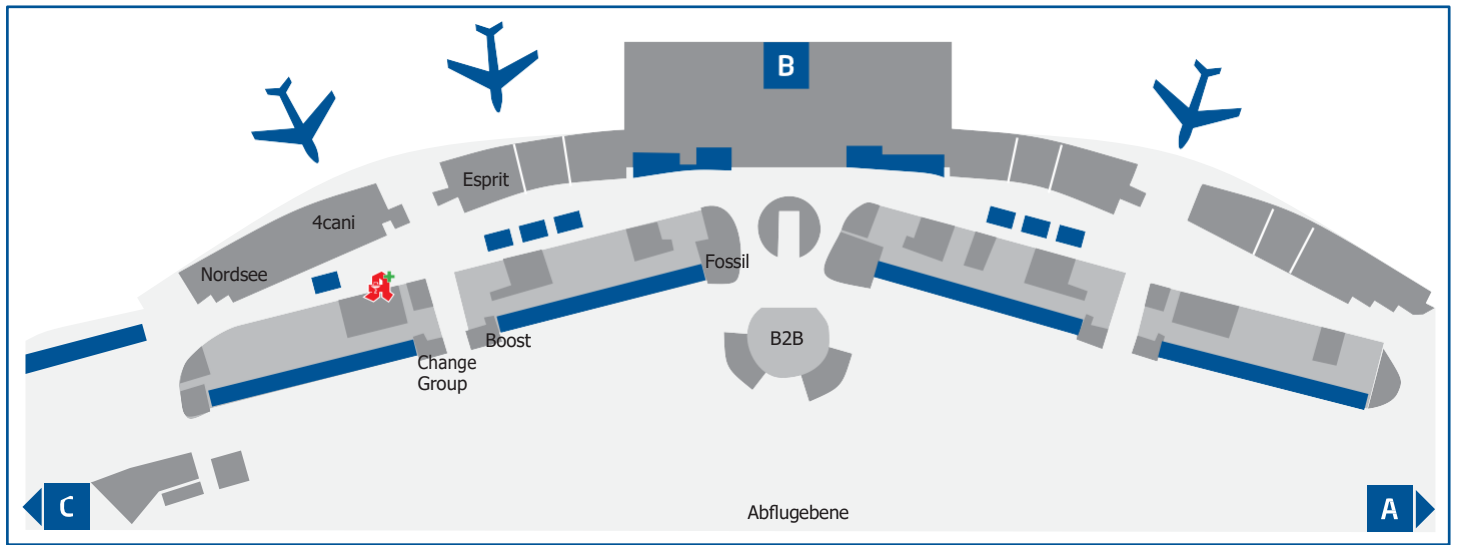 B
Esprit
4cani
Nordsee
Fossil
Boost
B2B
Change
Group
C
A
Abflugebene